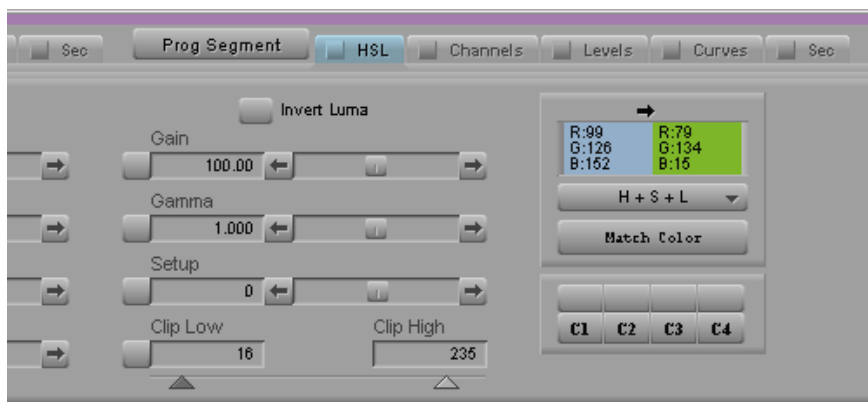 Sec Prog Segment HSL Channels Levels Curves Sec
Invert Luma
Gain
100.00
Gamma
1.000
Setup
0
Clip Low Clip High
16 235
R:99 R:79
G:126 G:134
B:152 B:15
H + S + L
Match Color
C1 C2 C3 C4